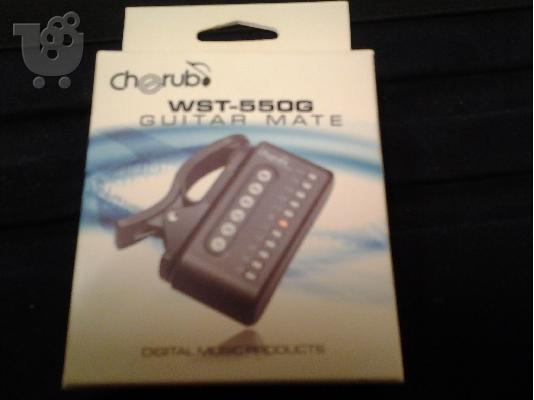 Cherub
WST-550G
GUITAR MATE
DIGITAL MUSIC PRODUCTS